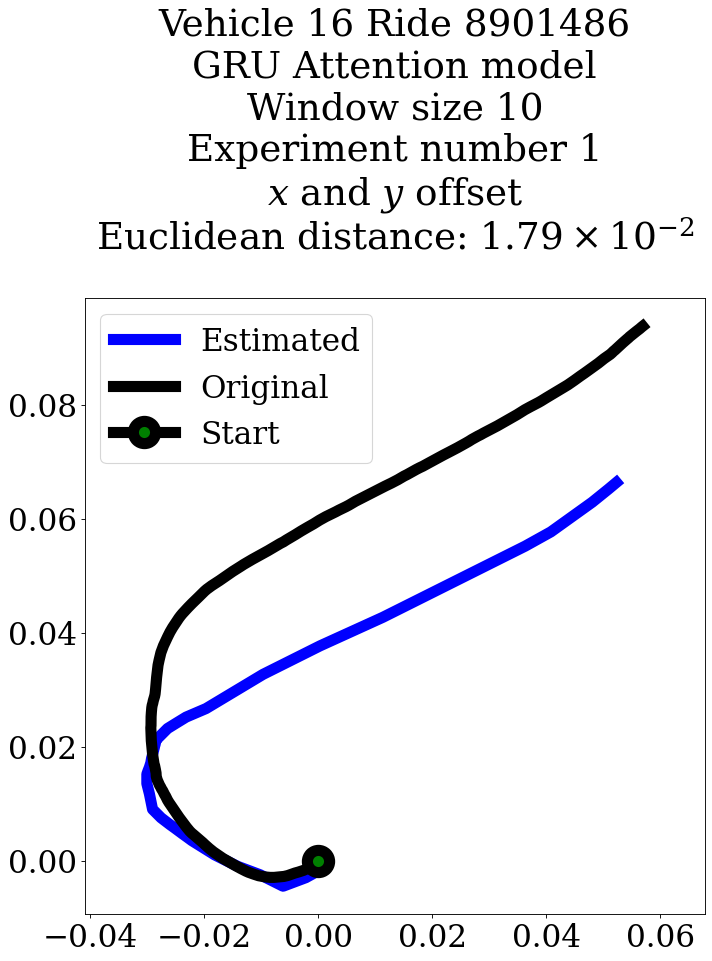 Vehicle 16 Ride 8901486
GRU Attention model
Window size 10
Experiment number 1
x and y offset
Euclidean distance: 1.79 × 10⁻²
Estimated
Original
Start
0.08
0.06
0.04
0.02
0.00
−0.04 −0.02 0.00 0.02 0.04 0.06